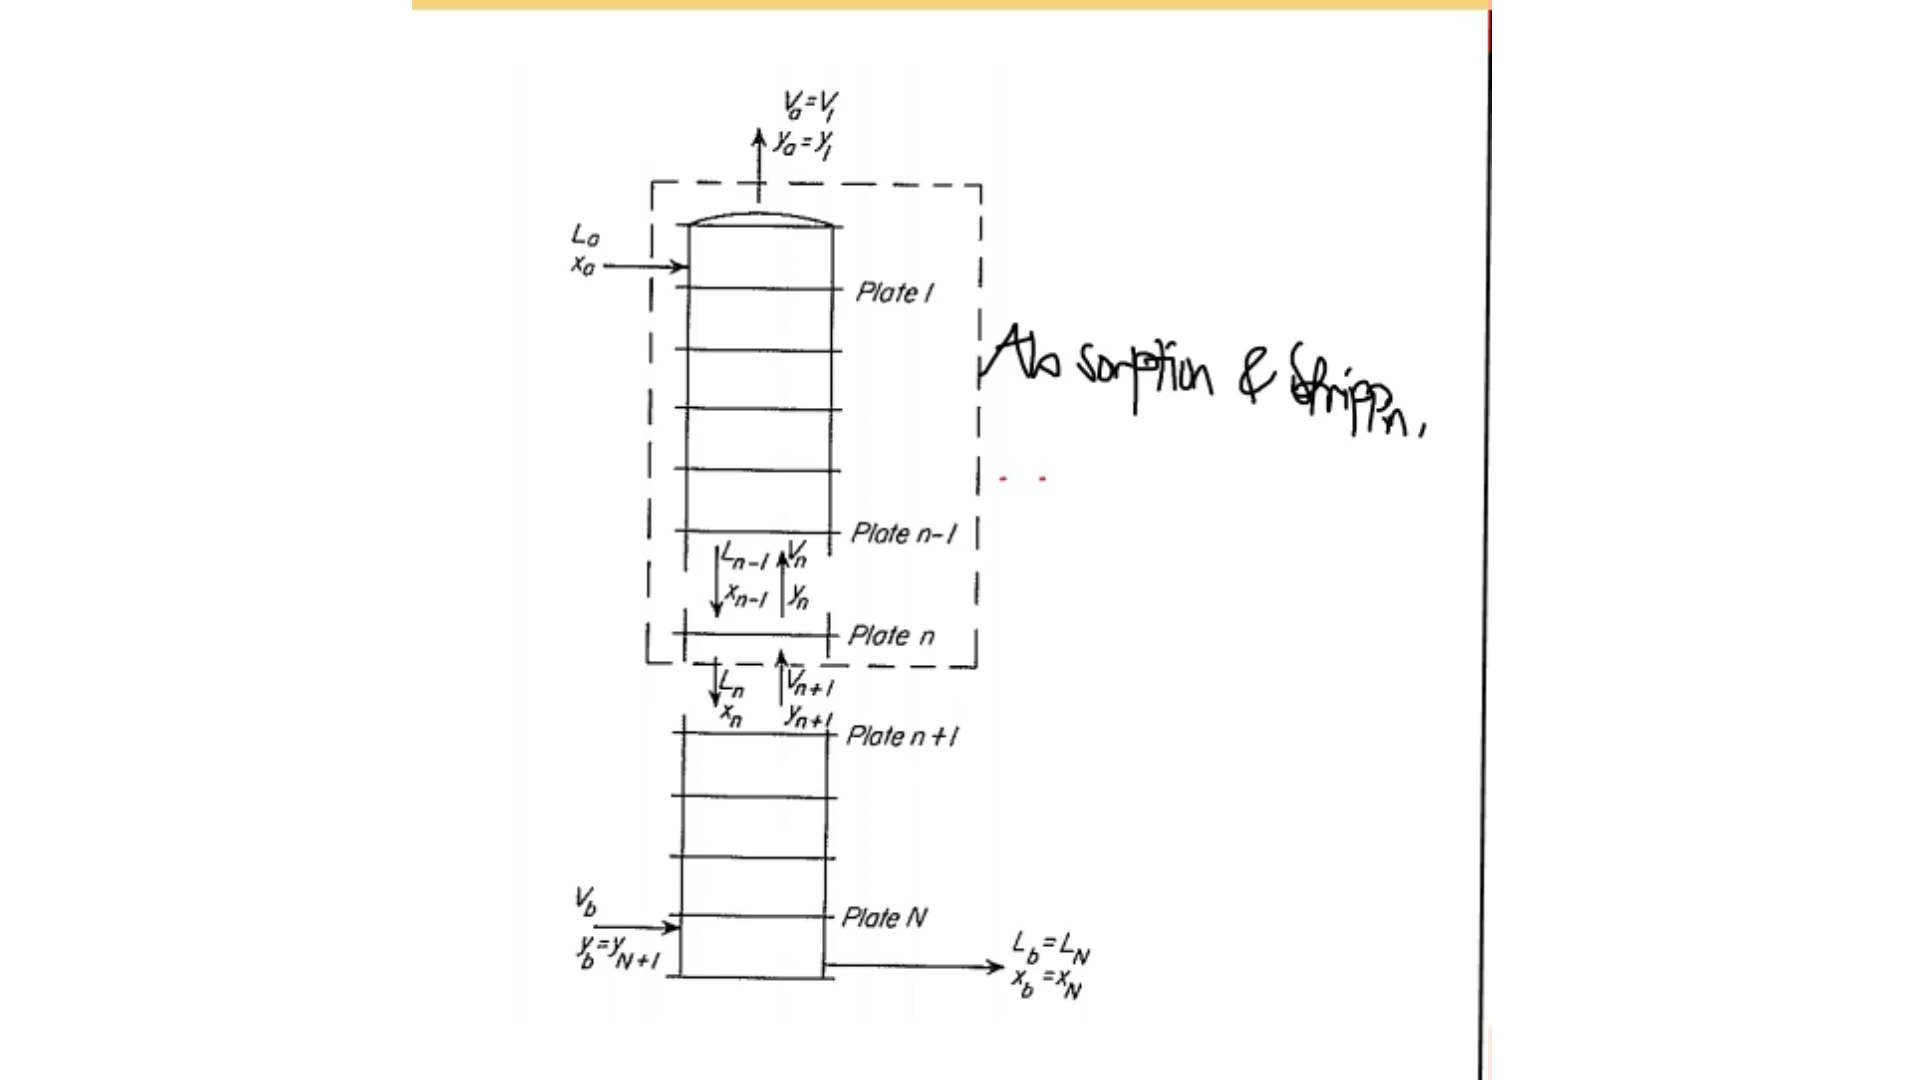 Va=V1
ya=y1
La
xa
Plate 1
Absorption & Strippn.
Plate n-1
Ln-1 Vn
xn-1 yn
Plate n
Ln Vn+1
xn yn+1
Plate n+1
Vb
Plate N
yb=yN+1
Lb=LN
xb=xN